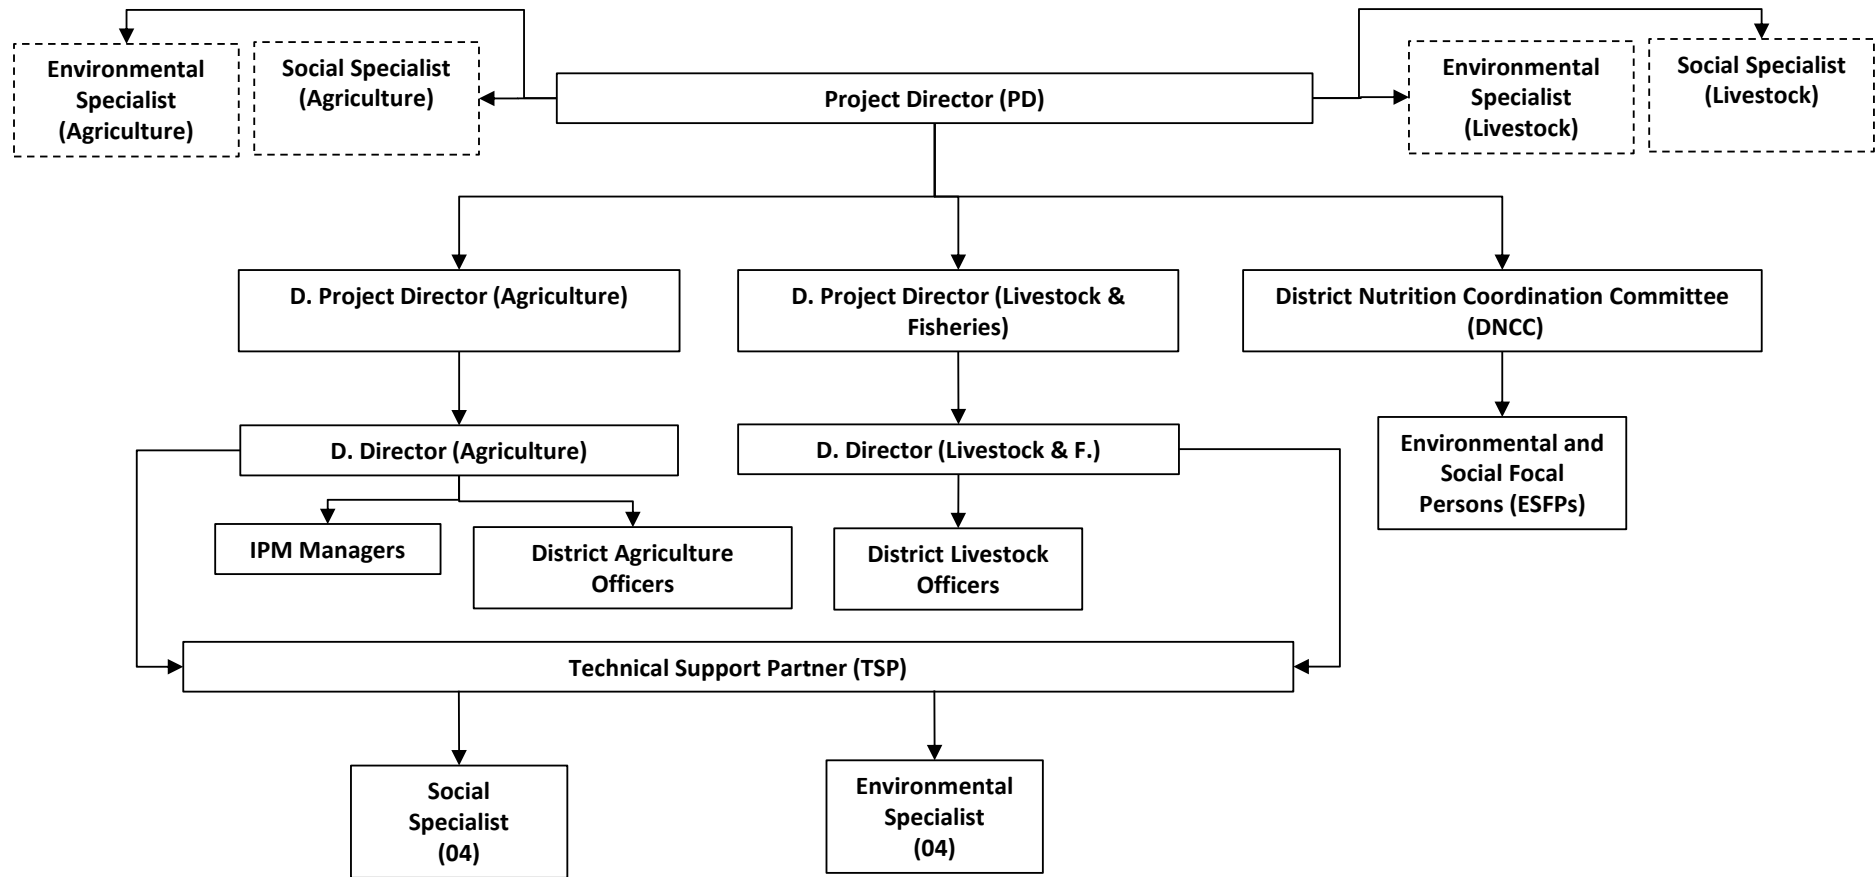 Environmental
Specialist
(Agriculture)
Social Specialist
(Agriculture)
Project Director (PD)
Environmental
Specialist
(Livestock)
Social Specialist
(Livestock)
D. Project Director (Agriculture)
D. Project Director (Livestock &
Fisheries)
District Nutrition Coordination Committee
(DNCC)
D. Director (Agriculture)
D. Director (Livestock & F.)
Environmental and
Social Focal
Persons (ESFPs)
IPM Managers
District Agriculture
Officers
District Livestock
Officers
Technical Support Partner (TSP)
Social
Specialist
(04)
Environmental
Specialist
(04)